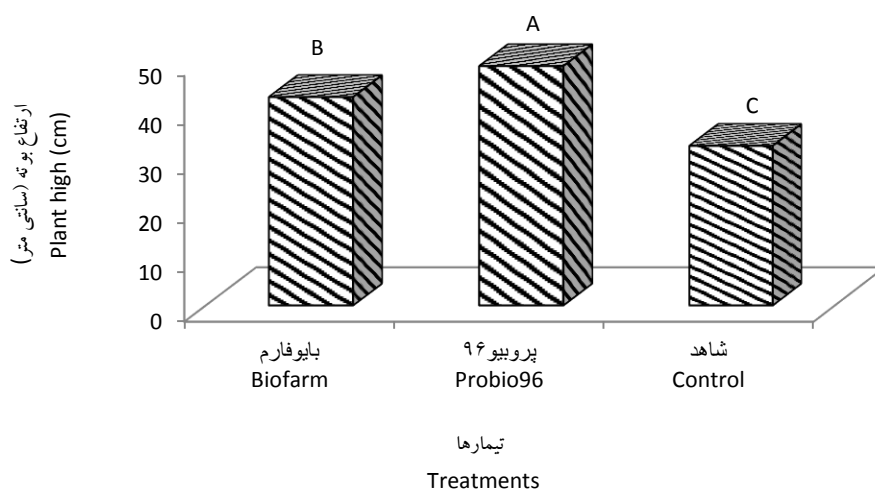 B
A
C
50
40
30
20
10
0
ارتفاع بوته (سانتی متر)
Plant high (cm)
بایوفارم
Biofarm
پروبیو۹۶
Probio96
شاهد
Control
تیمارها
Treatments